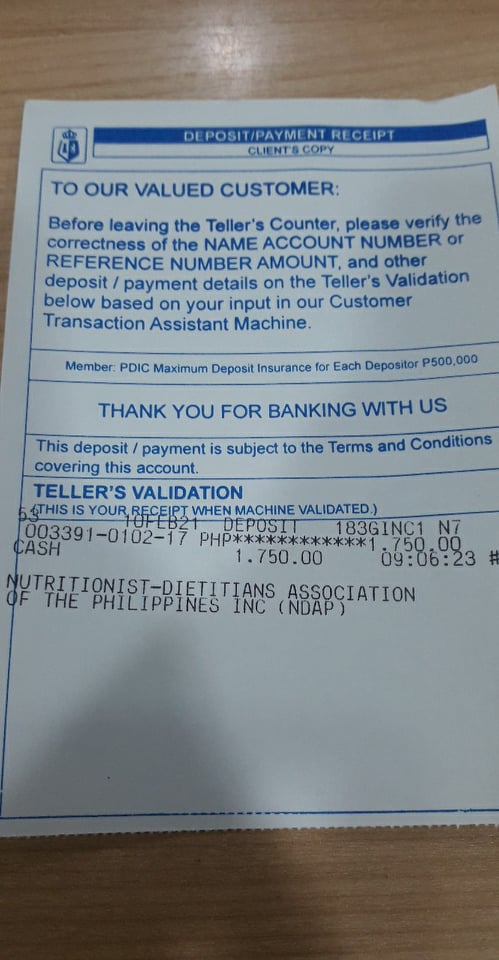 DEPOSIT/PAYMENT RECEIPT
CLIENT'S COPY
TO OUR VALUED CUSTOMER:
Before leaving the Teller's Counter, please verify the
correctness of the NAME ACCOUNT NUMBER or
REFERENCE NUMBER AMOUNT, and other
deposit / payment details on the Teller's Validation
below based on your input in our Customer
Transaction Assistant Machine.
Member: PDIC Maximum Deposit Insurance for Each Depositor P500,000
THANK YOU FOR BANKING WITH US
This deposit / payment is subject to the Terms and Conditions
covering this account.
TELLER'S VALIDATION
(THIS IS YOUR RECEIPT WHEN MACHINE VALIDATED.)
53 10FEB21 DEPOSIT 183GINC1 N7
003391-0102-17 PHP************1,750.00
CASH 1.750.00 09:06:23 #
NUTRITIONIST-DIETITIANS ASSOCIATION
OF THE PHILIPPINES INC (NDAP)